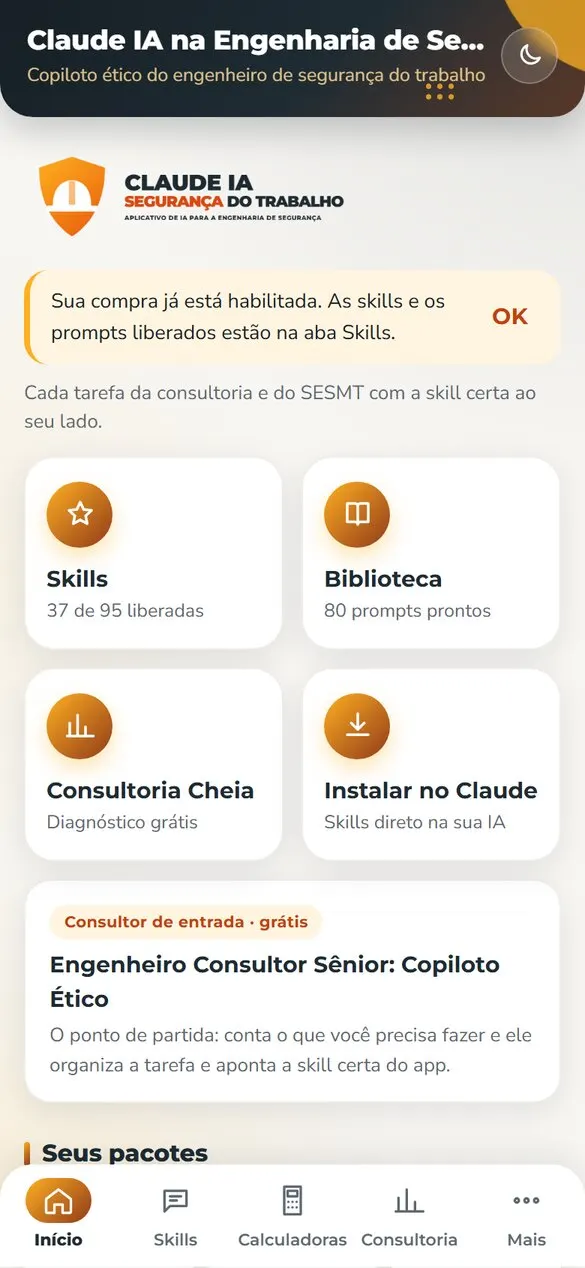 Claude IA na Engenharia de Se...
Copiloto ético do engenheiro de segurança do trabalho
CLAUDE IA
SEGURANÇA DO TRABALHO
APLICATIVO DE IA PARA A ENGENHARIA DE SEGURANÇA
Sua compra já está habilitada. As skills e os
prompts liberados estão na aba Skills.
OK
Cada tarefa da consultoria e do SESMT com a skill certa ao
seu lado.
Skills
37 de 95 liberadas
Biblioteca
80 prompts prontos
Consultoria Cheia
Diagnóstico grátis
Instalar no Claude
Skills direto na sua IA
Consultor de entrada · grátis
Engenheiro Consultor Sênior: Copiloto
Ético
O ponto de partida: conta o que você precisa fazer e ele
organiza a tarefa e aponta a skill certa do app.
Seus pacotes
Início
Skills
Calculadoras
Consultoria
Mais